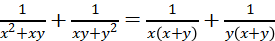 1/(x²+xy) + 1/(xy+y²) = 1/(x(x+y)) + 1/(y(x+y))